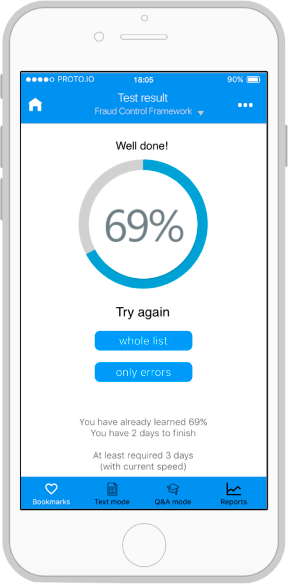 PROTO.IO 18:05 90%
Test result
Fraud Control Framework
Well done!
69%
Try again
whole list
only errors
You have already learned 69%
You have 2 days to finish
At least required 3 days
(with current speed)
Bookmarks Text mode Q&A mode Reports